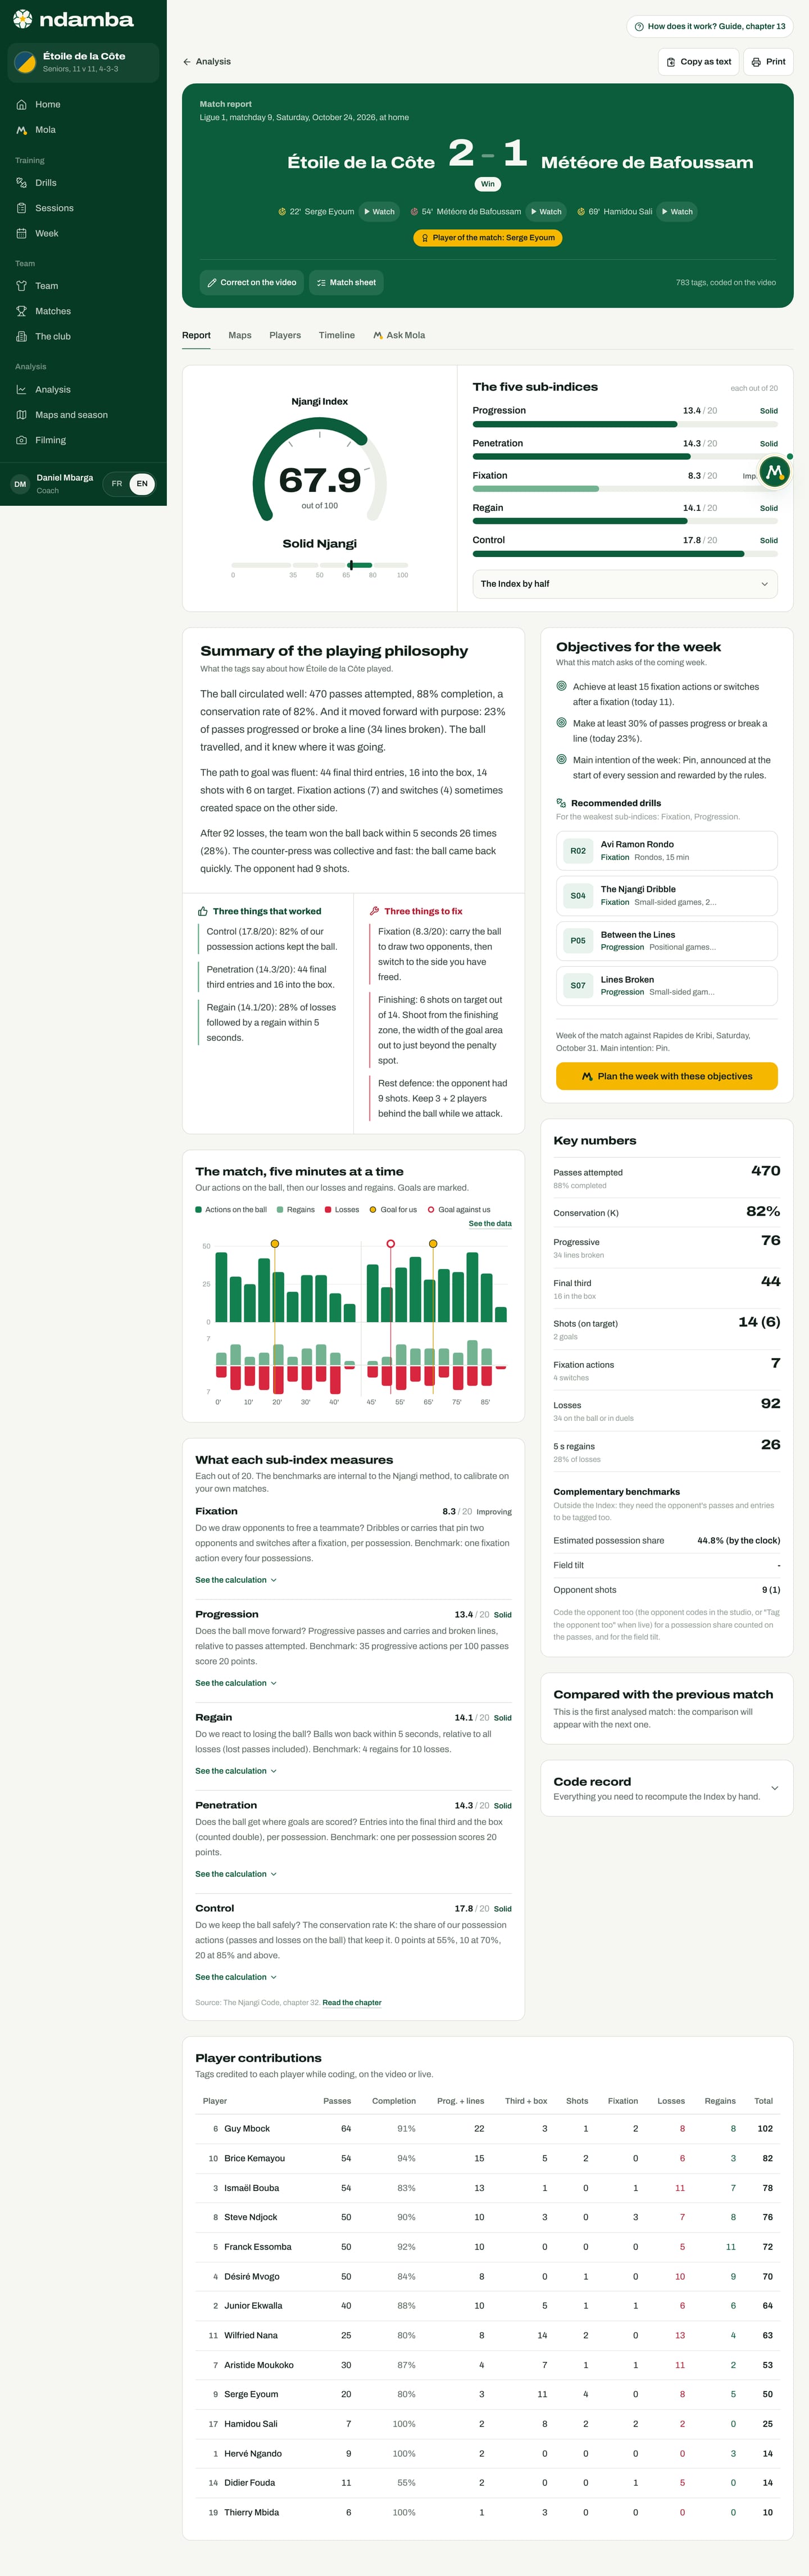 ndamba
Étoile de la Côte
Seniors, 11 v 11, 4-3-3
Home
Mola
Training
Drills
Sessions
Week
Team
Team
Matches
The club
Analysis
Analysis
Maps and season
Filming
DM
Daniel Mbarga
Coach
FR EN
How does it work? Guide, chapter 13
Analysis
Copy as text
Print
Match report
Ligue 1, matchday 9, Saturday, October 24, 2026, at home
Étoile de la Côte 2 - 1 Météore de Bafoussam
Win
22' Serge Eyoum Watch 54' Météore de Bafoussam Watch 69' Hamidou Sali Watch
Player of the match: Serge Eyoum
Correct on the video
Match sheet
783 tags, coded on the video
Report Maps Players Timeline Ask Mola
Njangi Index
67.9
out of 100
Solid Njangi
0 35 50 65 80 100
The five sub-indices
each out of 20
Progression 13.4 / 20 Solid
Penetration 14.3 / 20 Solid
Fixation 8.3 / 20 Imp.
Regain 14.1 / 20 Solid
Control 17.8 / 20 Solid
The Index by half
Summary of the playing philosophy
What the tags say about how Étoile de la Côte played.
The ball circulated well: 470 passes attempted, 88% completion, a
conservation rate of 82%. And it moved forward with purpose: 23%
of passes progressed or broke a line (34 lines broken). The ball
travelled, and it knew where it was going.
The path to goal was fluent: 44 final third entries, 16 into the box, 14
shots with 6 on target. Fixation actions (7) and switches (4) sometimes
created space on the other side.
After 92 losses, the team won the ball back within 5 seconds 26 times
(28%). The counter-press was collective and fast: the ball came back
quickly. The opponent had 9 shots.
Three things that worked
Control (17.8/20): 82% of our
possession actions kept the ball.
Penetration (14.3/20): 44 final
third entries and 16 into the box.
Regain (14.1/20): 28% of losses
followed by a regain within 5
seconds.
Three things to fix
Fixation (8.3/20): carry the ball
to draw two opponents, then
switch to the side you have
freed.
Finishing: 6 shots on target out
of 14. Shoot from the finishing
zone, the width of the goal area
out to just beyond the penalty
spot.
Rest defence: the opponent had
9 shots. Keep 3 + 2 players
behind the ball while we attack.
Objectives for the week
What this match asks of the coming week.
Achieve at least 15 fixation actions or switches
after a fixation (today 11).
Make at least 30% of passes progress or break a
line (today 23%).
Main intention of the week: Pin, announced at the
start of every session and rewarded by the rules.
Recommended drills
For the weakest sub-indices: Fixation, Progression.
R02
Avi Ramon Rondo
Fixation Rondos, 15 min
S04
The Njangi Dribble
Fixation Small-sided games, 2...
P05
Between the Lines
Progression Positional games...
S07
Lines Broken
Progression Small-sided gam...
Week of the match against Rapides de Kribi, Saturday,
October 31. Main intention: Pin.
Plan the week with these objectives
The match, five minutes at a time
Our actions on the ball, then our losses and regains. Goals are marked.
Actions on the ball Regains Losses Goal for us Goal against us
See the data
50
25
0
7
7
0' 10' 20' 30' 40' 45' 55' 65' 75' 85'
Key numbers
Passes attempted 470
88% completed
Conservation (K) 82%
Progressive 76
34 lines broken
Final third 44
16 in the box
Shots (on target) 14 (6)
2 goals
Fixation actions 7
4 switches
Losses 92
34 on the ball or in duels
5 s regains 26
28% of losses
Complementary benchmarks
Outside the Index: they need the opponent's passes and entries
to be tagged too.
Estimated possession share 44.8% (by the clock)
Field tilt -
Opponent shots 9 (1)
Code the opponent too (the opponent codes in the studio, or "Tag
the opponent too" when live) for a possession share counted on
the passes, and for the field tilt.
What each sub-index measures
Each out of 20. The benchmarks are internal to the Njangi method, to calibrate on
your own matches.
Fixation 8.3 / 20 Improving
Do we draw opponents to free a teammate? Dribbles or carries that pin two
opponents and switches after a fixation, per possession. Benchmark: one fixation
action every four possessions.
See the calculation
Progression 13.4 / 20 Solid
Does the ball move forward? Progressive passes and carries and broken lines,
relative to passes attempted. Benchmark: 35 progressive actions per 100 passes
score 20 points.
See the calculation
Regain 14.1 / 20 Solid
Do we react to losing the ball? Balls won back within 5 seconds, relative to all
losses (lost passes included). Benchmark: 4 regains for 10 losses.
See the calculation
Penetration 14.3 / 20 Solid
Does the ball get where goals are scored? Entries into the final third and the box
(counted double), per possession. Benchmark: one per possession scores 20
points.
See the calculation
Control 17.8 / 20 Solid
Do we keep the ball safely? The conservation rate K: the share of our possession
actions (passes and losses on the ball) that keep it. 0 points at 55%, 10 at 70%,
20 at 85% and above.
See the calculation
Source: The Njangi Code, chapter 32. Read the chapter
Compared with the previous match
This is the first analysed match: the comparison will
appear with the next one.
Code record
Everything you need to recompute the Index by hand.
Player contributions
Tags credited to each player while coding, on the video or live.
Player Passes Completion Prog. + lines Third + box Shots Fixation Losses Regains Total
6 Guy Mbock 64 91% 22 3 1 2 8 8 102
10 Brice Kemayou 54 94% 15 5 2 0 6 3 82
3 Ismaël Bouba 54 83% 13 1 0 1 11 7 78
8 Steve Ndjock 50 90% 10 3 0 3 7 8 76
5 Franck Essomba 50 92% 10 0 0 0 5 11 72
4 Désiré Mvogo 50 84% 8 0 1 0 10 9 70
2 Junior Ekwalla 40 88% 10 5 1 1 6 6 64
11 Wilfried Nana 25 80% 8 14 2 0 13 4 63
7 Aristide Moukoko 30 87% 4 7 1 1 11 2 53
9 Serge Eyoum 20 80% 3 11 4 0 8 5 50
17 Hamidou Sali 7 100% 2 8 2 2 2 0 25
1 Hervé Ngando 9 100% 2 0 0 0 0 3 14
14 Didier Fouda 11 55% 2 0 0 1 5 0 14
19 Thierry Mbida 6 100% 1 3 0 0 0 0 10